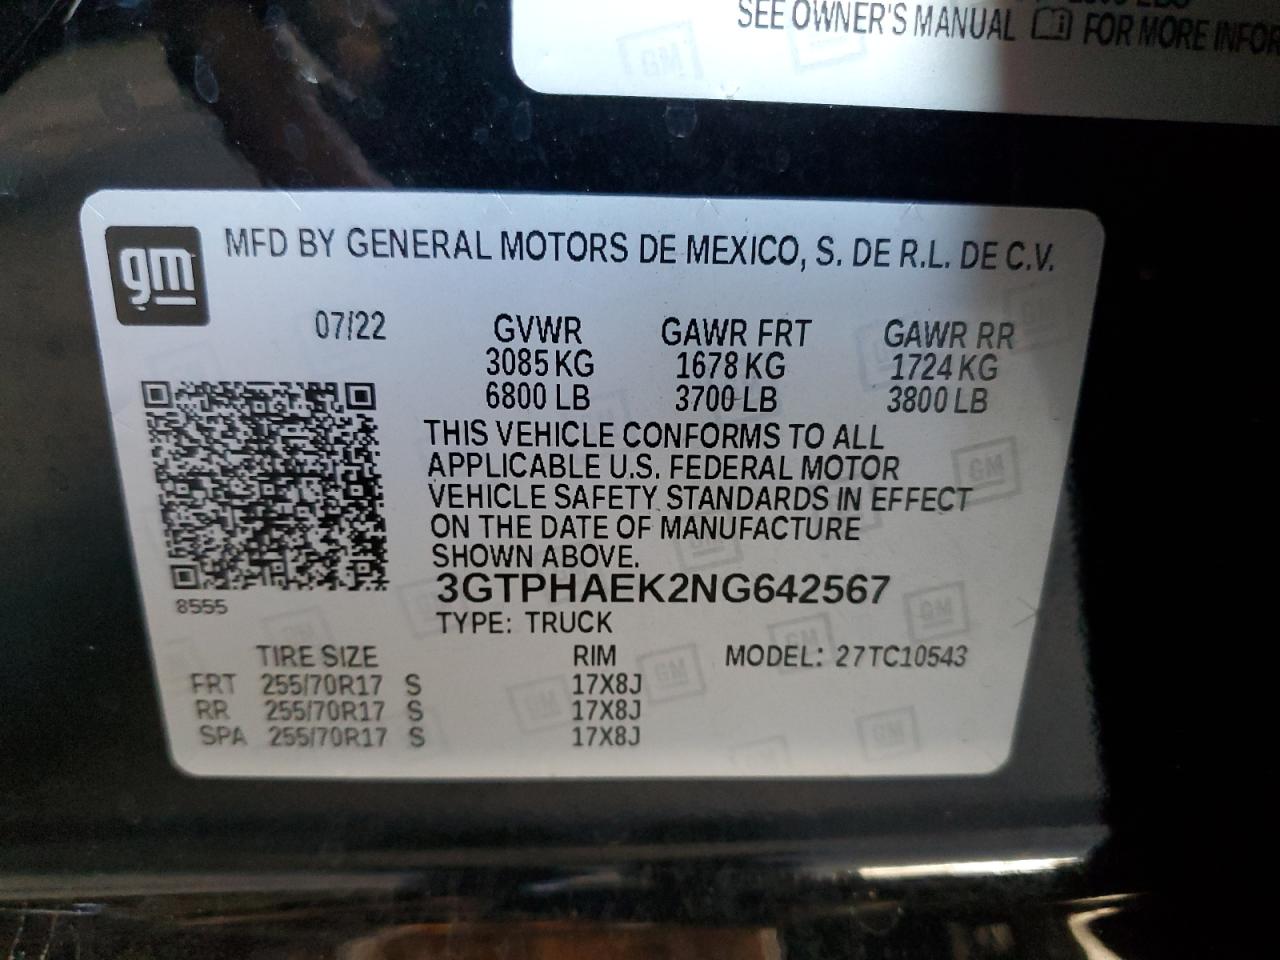 SEE OWNER'S MANUAL FOR MORE
gm
MFD BY GENERAL MOTORS DE MEXICO, S. DE R.L. DE C.V.
07/22 GVWR GAWR FRT GAWR RR
3085 KG 1678 KG 1724 KG
6800 LB 3700 LB 3800 LB
THIS VEHICLE CONFORMS TO ALL
APPLICABLE U.S. FEDERAL MOTOR
VEHICLE SAFETY STANDARDS IN EFFECT
ON THE DATE OF MANUFACTURE
SHOWN ABOVE.
3GTPHAEK2NG642567
8555
TYPE: TRUCK
TIRE SIZE RIM MODEL: 27TC10543
FRT 255/70R17 S 17X8J
RR 255/70R17 S 17X8J
SPA 255/70R17 S 17X8J